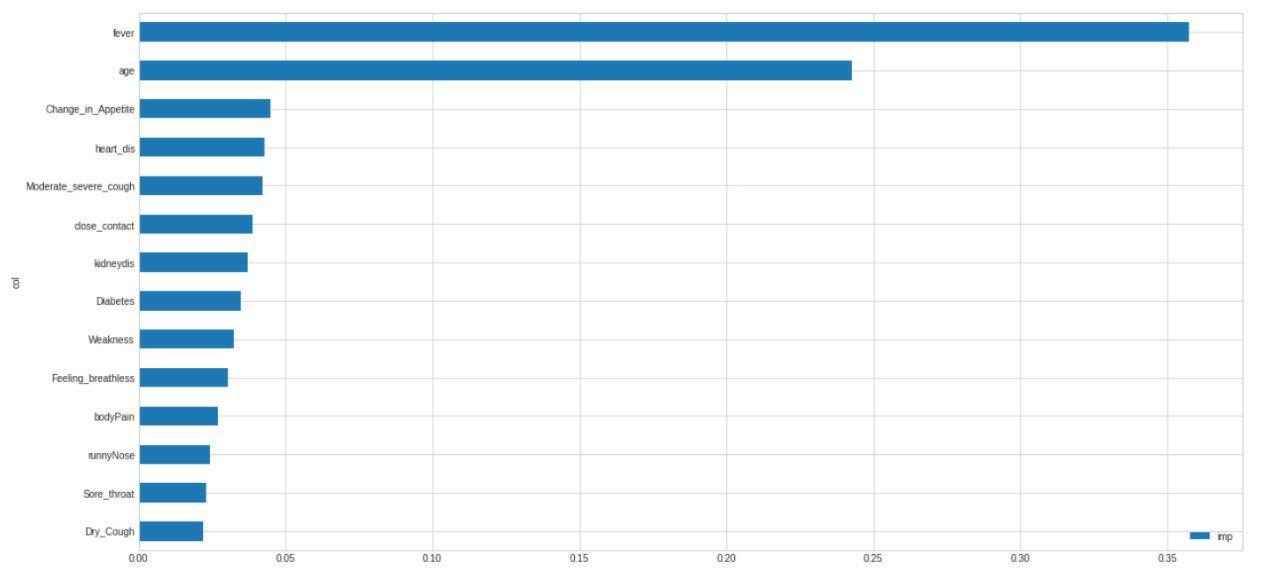 fever
age
Change_in_Appetite
heart_dis
Moderate_severe_cough
close_contact
kidneydis
Diabetes
Weakness
Feeling_breathless
bodyPain
runnyNose
Sore_throat
Dry_Cough
col
imp
0.00 0.05 0.10 0.15 0.20 0.25 0.30 0.35